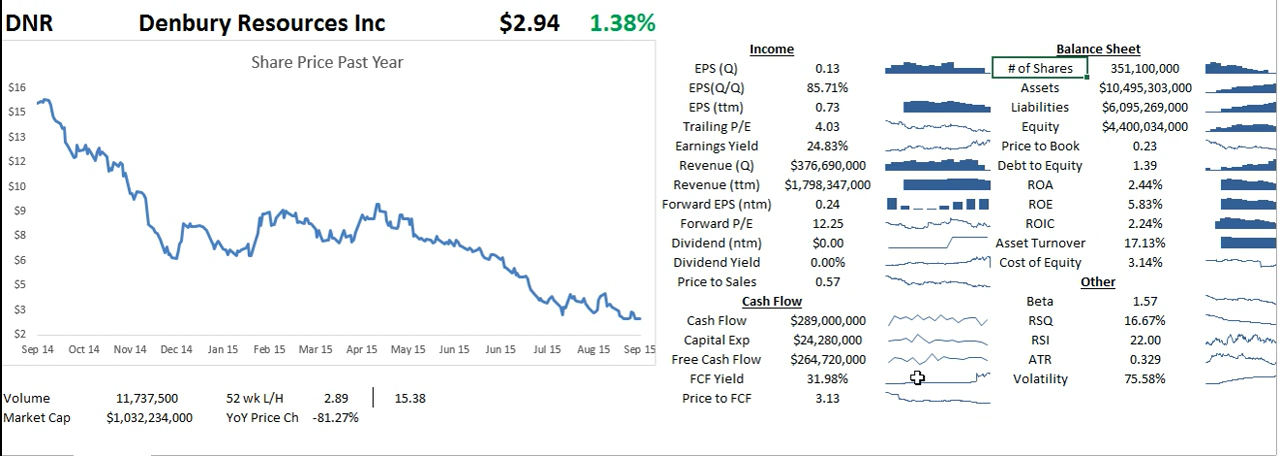 DNR Denbury Resources Inc $2.94 1.38%
Share Price Past Year
$16
$15
$13
$12
$10
$9
$8
$6
$5
$3
$2
Sep 14 Oct 14 Nov 14 Dec 14 Jan 15 Feb 15 Mar 15 Apr 15 May 15 Jun 15 Jun 15 Jul 15 Aug 15 Sep 15
Volume 11,737,500 52 wk L/H 2.89 15.38
Market Cap $1,032,234,000 YoY Price Ch -81.27%
Income
EPS (Q) 0.13
EPS(Q/Q) 85.71%
EPS (ttm) 0.73
Trailing P/E 4.03
Earnings Yield 24.83%
Revenue (Q) $376,690,000
Revenue (ttm) $1,798,347,000
Forward EPS (ntm) 0.24
Forward P/E 12.25
Dividend (ntm) $0.00
Dividend Yield 0.00%
Price to Sales 0.57
Cash Flow
Cash Flow $289,000,000
Capital Exp $24,280,000
Free Cash Flow $264,720,000
FCF Yield 31.98%
Price to FCF 3.13
Balance Sheet
# of Shares 351,100,000
Assets $10,495,303,000
Liabilities $6,095,269,000
Equity $4,400,034,000
Price to Book 0.23
Debt to Equity 1.39
ROA 2.44%
ROE 5.83%
ROIC 2.24%
Asset Turnover 17.13%
Cost of Equity 3.14%
Other
Beta 1.57
RSQ 16.67%
RSI 22.00
ATR 0.329
Volatility 75.58%